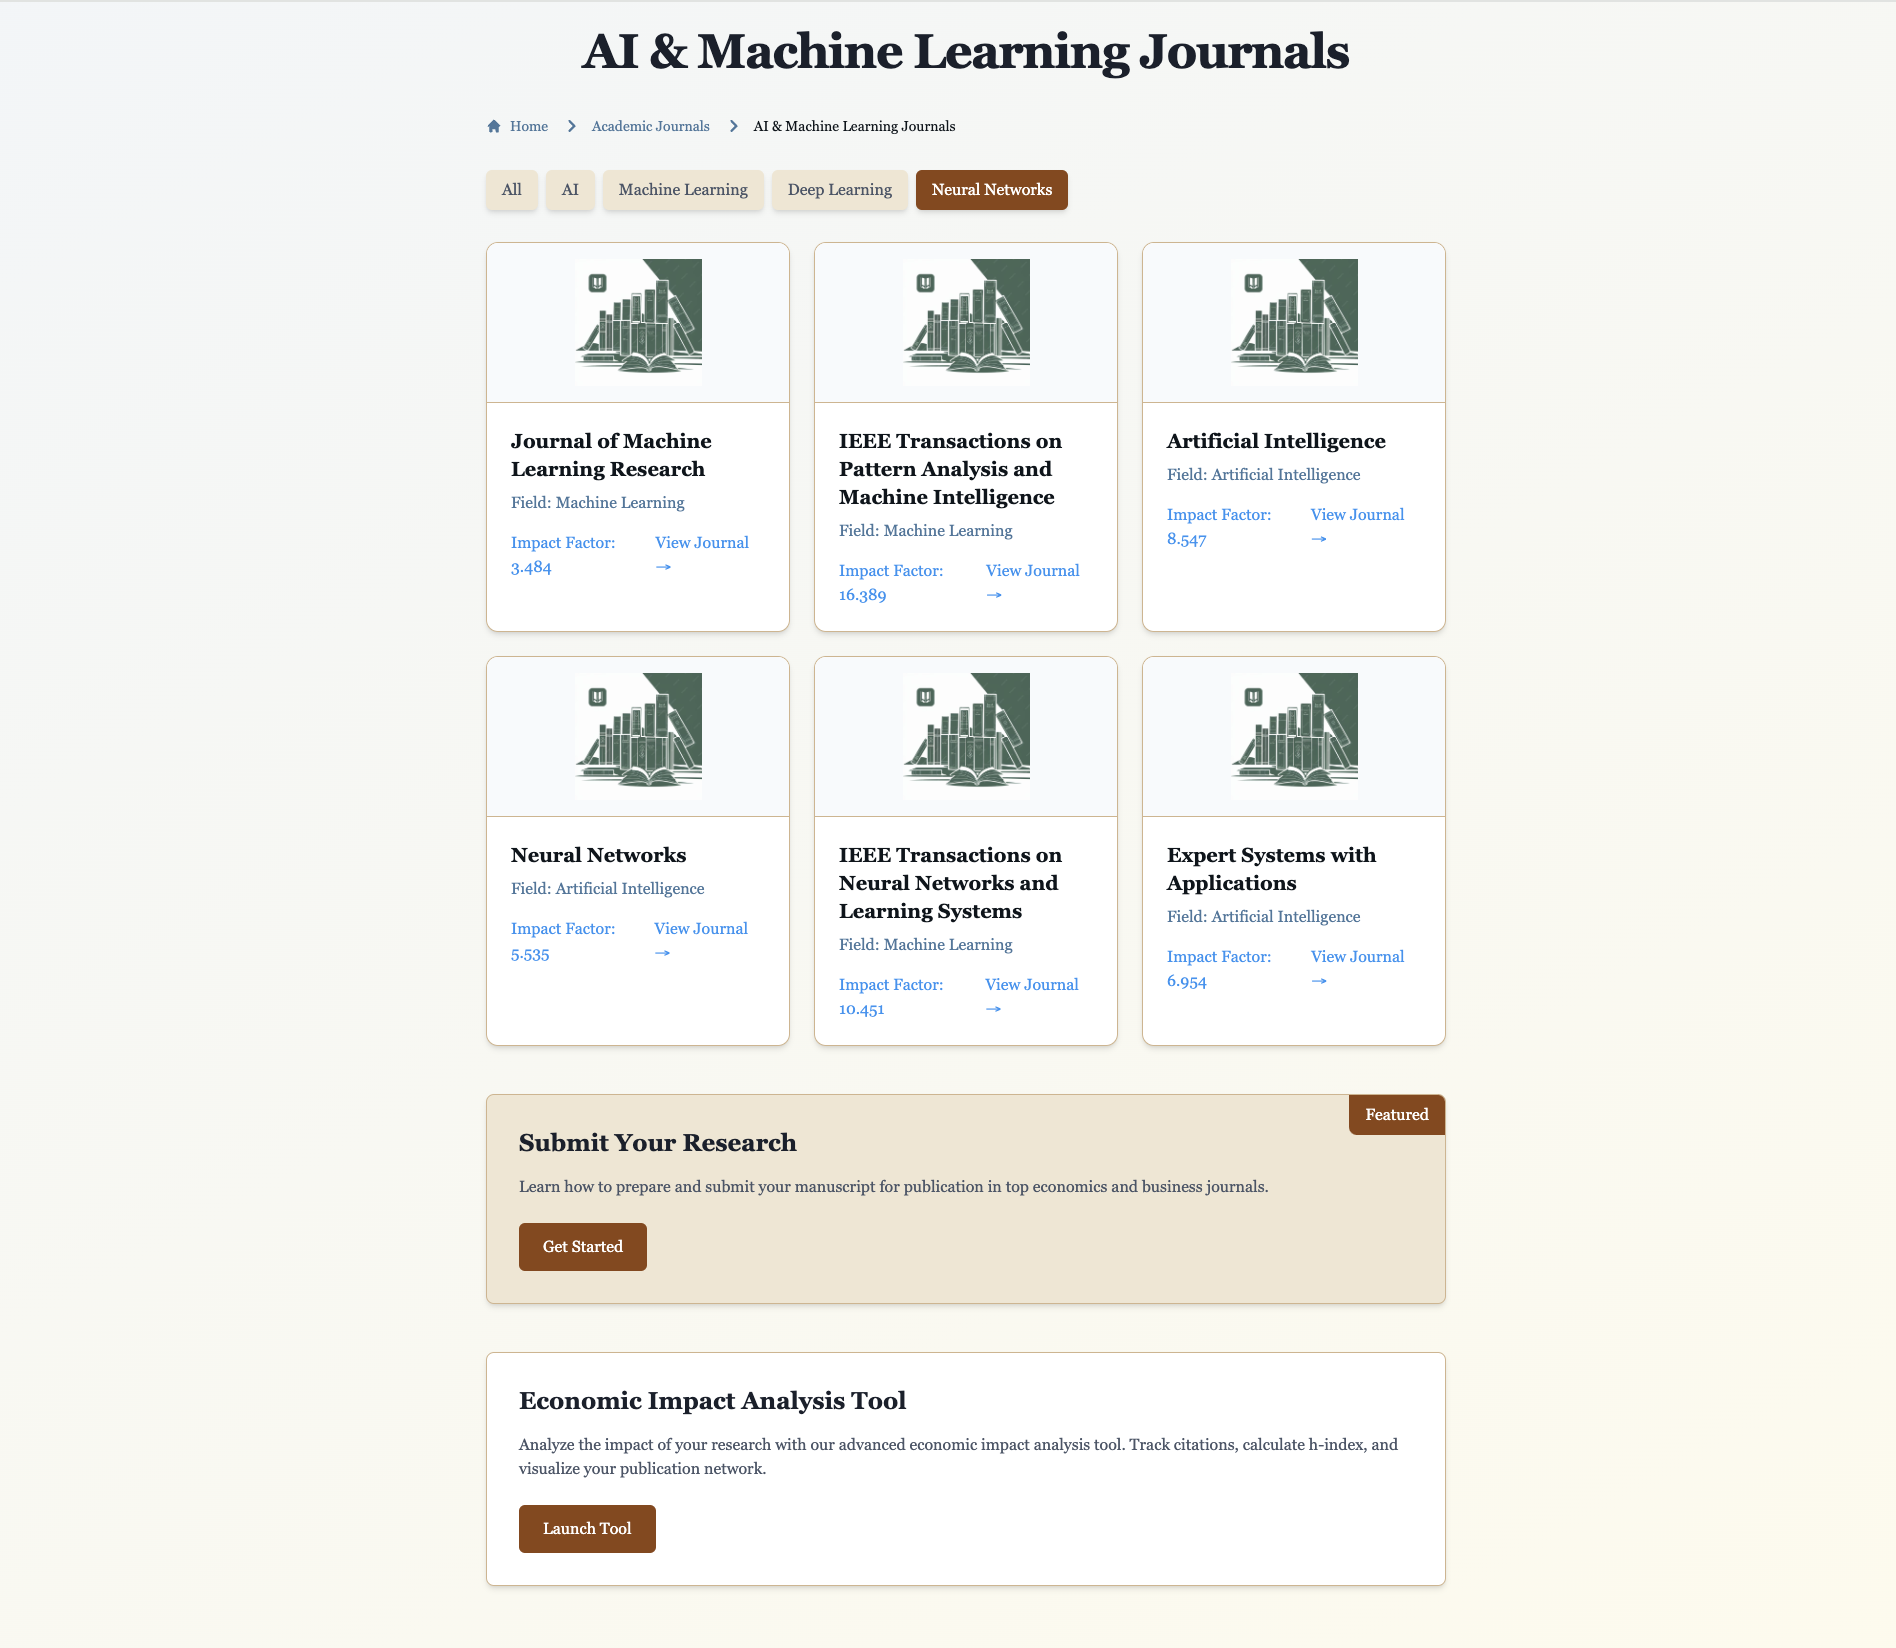 AI & Machine Learning Journals
Home
Academic Journals
AI & Machine Learning Journals
All
AI
Machine Learning
Deep Learning
Neural Networks
Journal of Machine
Learning Research
Field: Machine Learning
Impact Factor:
3.484
View Journal
→
IEEE Transactions on
Pattern Analysis and
Machine Intelligence
Field: Machine Learning
Impact Factor:
16.389
View Journal
→
Artificial Intelligence
Field: Artificial Intelligence
Impact Factor:
8.547
View Journal
→
Neural Networks
Field: Artificial Intelligence
Impact Factor:
5.535
View Journal
→
IEEE Transactions on
Neural Networks and
Learning Systems
Field: Machine Learning
Impact Factor:
10.451
View Journal
→
Expert Systems with
Applications
Field: Artificial Intelligence
Impact Factor:
6.954
View Journal
→
Featured
Submit Your Research
Learn how to prepare and submit your manuscript for publication in top economics and business journals.
Get Started
Economic Impact Analysis Tool
Analyze the impact of your research with our advanced economic impact analysis tool. Track citations, calculate h-index, and
visualize your publication network.
Launch Tool